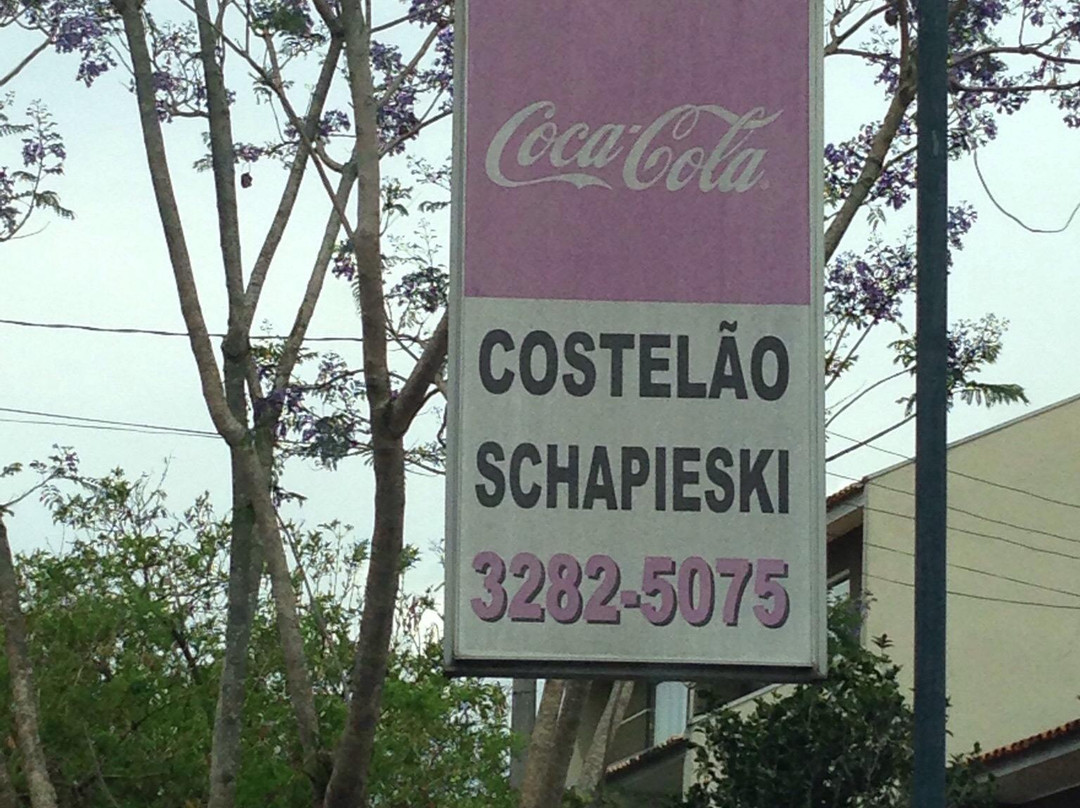 Coca-Cola
COSTELÃO
SCHAPIESKI
3282-5075